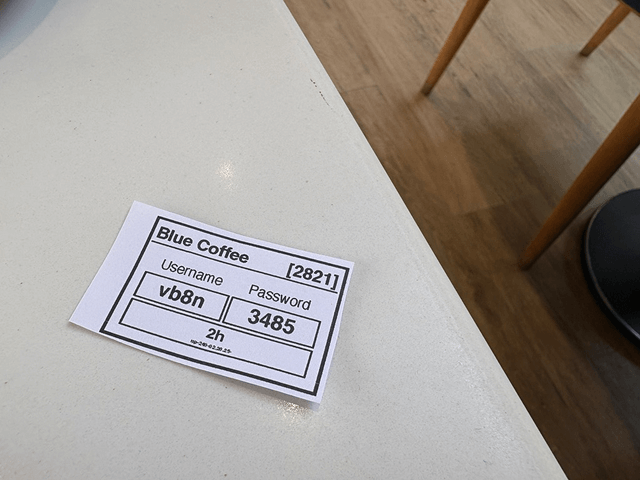 Blue Coffee [2821]
Username Password
vb8n 3485
2h